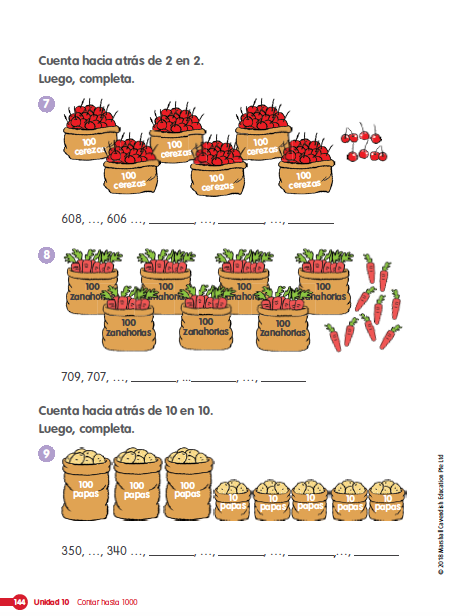 Cuenta hacia atrás de 2 en 2.
Luego, completa.
7
100 cerezas
100 cerezas
100 cerezas
100 cerezas
100 cerezas
100 cerezas
608, ..., 606 ..., ________, ..., ________, ..., ________
8
100 zanahorias
100 zanahorias
100 zanahorias
100 zanahorias
100 zanahorias
100 zanahorias
100 zanahorias
709, 707, ..., ________, ...________, ..., ________
Cuenta hacia atrás de 10 en 10.
Luego, completa.
9
100 papas
100 papas
100 papas
10 papas
10 papas
10 papas
10 papas
10 papas
350, ..., 340 ..., ________, ..., ________, ..., ________,..., ________
© 2018 Marshall Cavendish Education Pte Ltd
144 Unidad 10 Contar hasta 1000